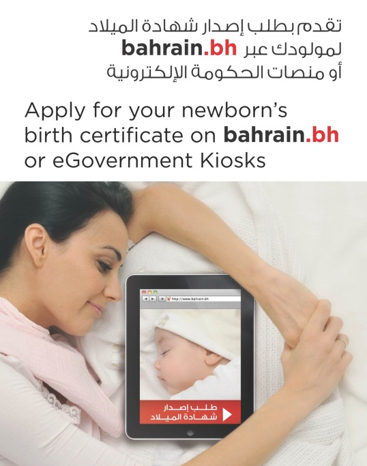 تقدم بطلب إصدار شهادة الميلاد
لمولودك عبر bahrain.bh
أو منصات الحكومة الإلكترونية
Apply for your newborn's
birth certificate on bahrain.bh
or eGovernment Kiosks
http://www.bahrain.bh
طلب إصدار
شهادة الميلاد